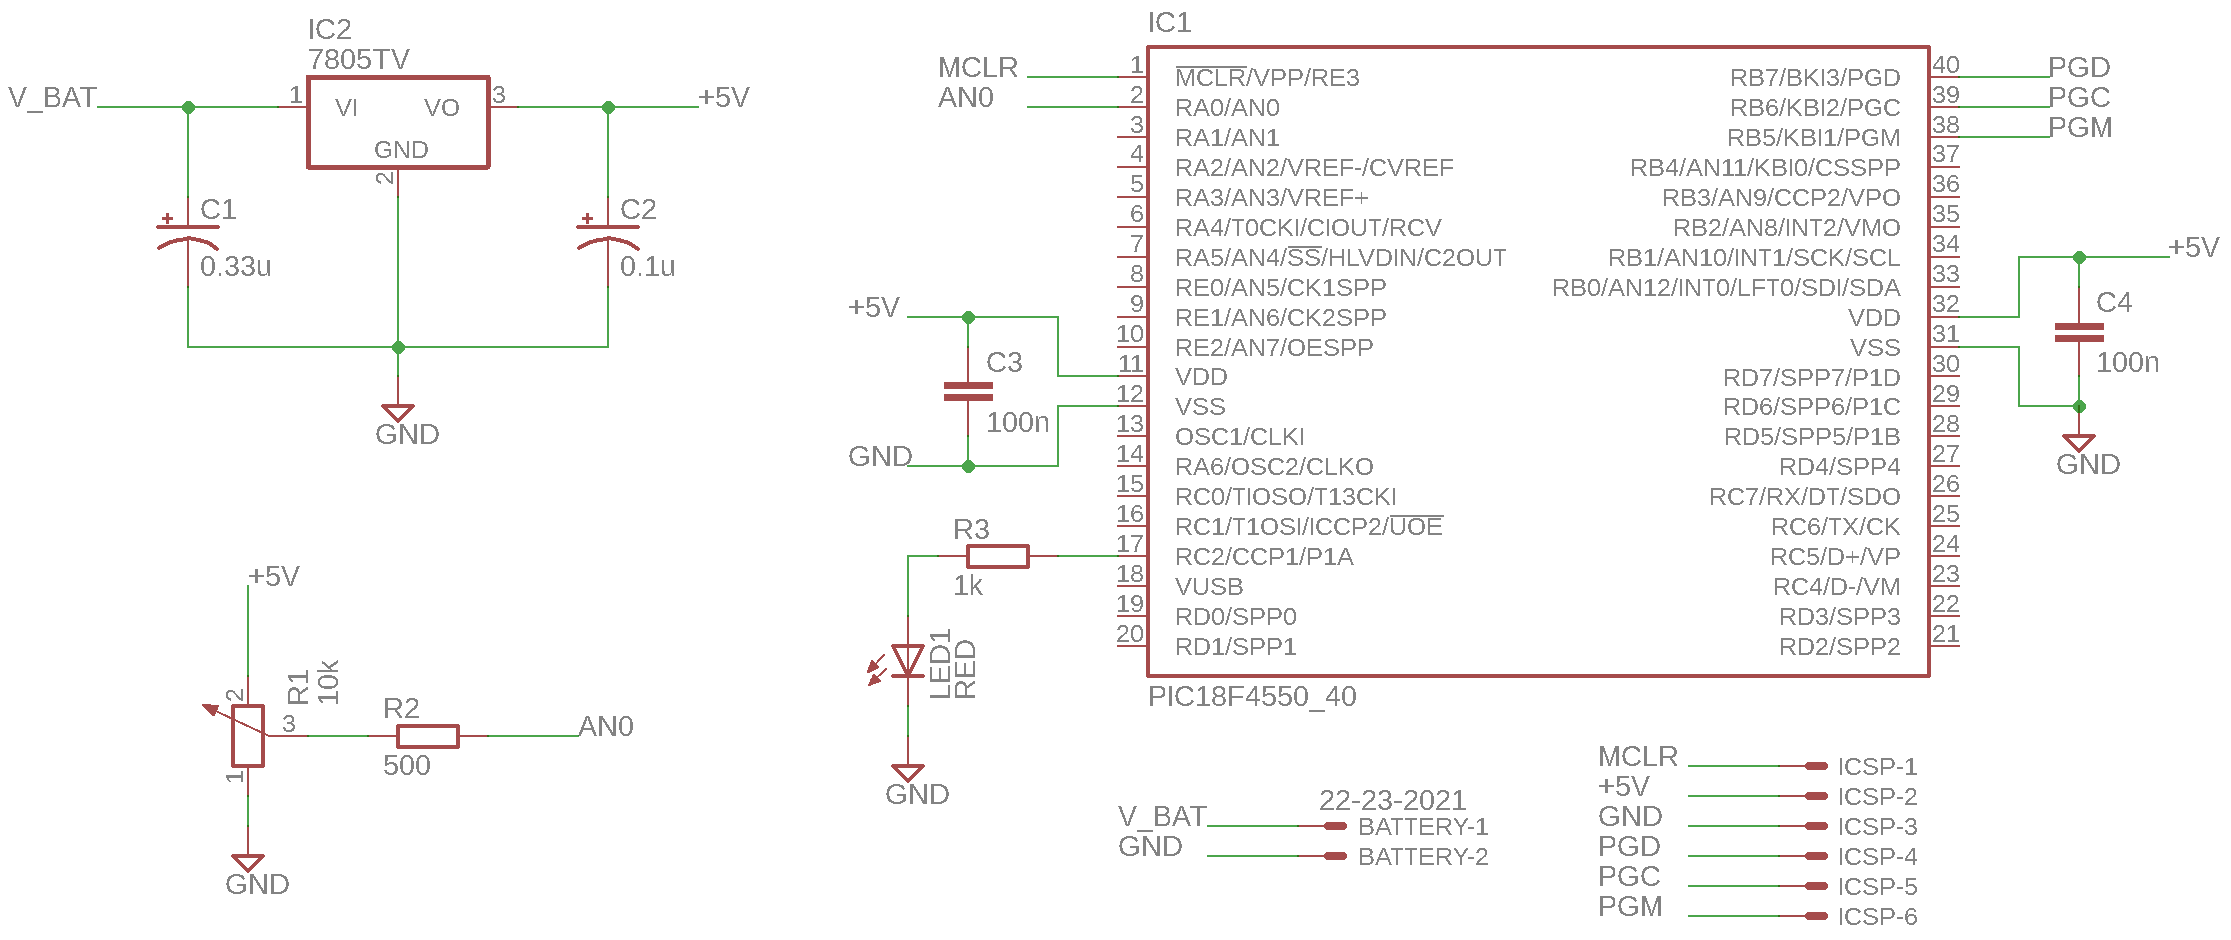 IC2
7805TV
V_BAT
1
VI
VO
3
+5V
GND
2
C1
0.33u
C2
0.1u
GND
+5V
R1
10k
2
3
1
R2
500
AN0
GND
IC1
MCLR
AN0
1 MCLR/VPP/RE3
2 RA0/AN0
3 RA1/AN1
4 RA2/AN2/VREF-/CVREF
5 RA3/AN3/VREF+
6 RA4/T0CKI/CIOUT/RCV
7 RA5/AN4/SS/HLVDIN/C2OUT
8 RE0/AN5/CK1SPP
9 RE1/AN6/CK2SPP
10 RE2/AN7/OESPP
11 VDD
12 VSS
13 OSC1/CLKI
14 RA6/OSC2/CLKO
15 RC0/TIOSO/T13CKI
16 RC1/T1OSI/ICCP2/UOE
17 RC2/CCP1/P1A
18 VUSB
19 RD0/SPP0
20 RD1/SPP1
RB7/BKI3/PGD 40
RB6/KBI2/PGC 39
RB5/KBI1/PGM 38
RB4/AN11/KBI0/CSSPP 37
RB3/AN9/CCP2/VPO 36
RB2/AN8/INT2/VMO 35
RB1/AN10/INT1/SCK/SCL 34
RB0/AN12/INT0/LFT0/SDI/SDA 33
VDD 32
VSS 31
RD7/SPP7/P1D 30
RD6/SPP6/P1C 29
RD5/SPP5/P1B 28
RD4/SPP4 27
RC7/RX/DT/SDO 26
RC6/TX/CK 25
RC5/D+/VP 24
RC4/D-/VM 23
RD3/SPP3 22
RD2/SPP2 21
PIC18F4550_40
PGD
PGC
PGM
+5V
C4
100n
GND
+5V
C3
100n
GND
R3
1k
LED1
RED
GND
22-23-2021
V_BAT BATTERY-1
GND BATTERY-2
MCLR ICSP-1
+5V ICSP-2
GND ICSP-3
PGD ICSP-4
PGC ICSP-5
PGM ICSP-6